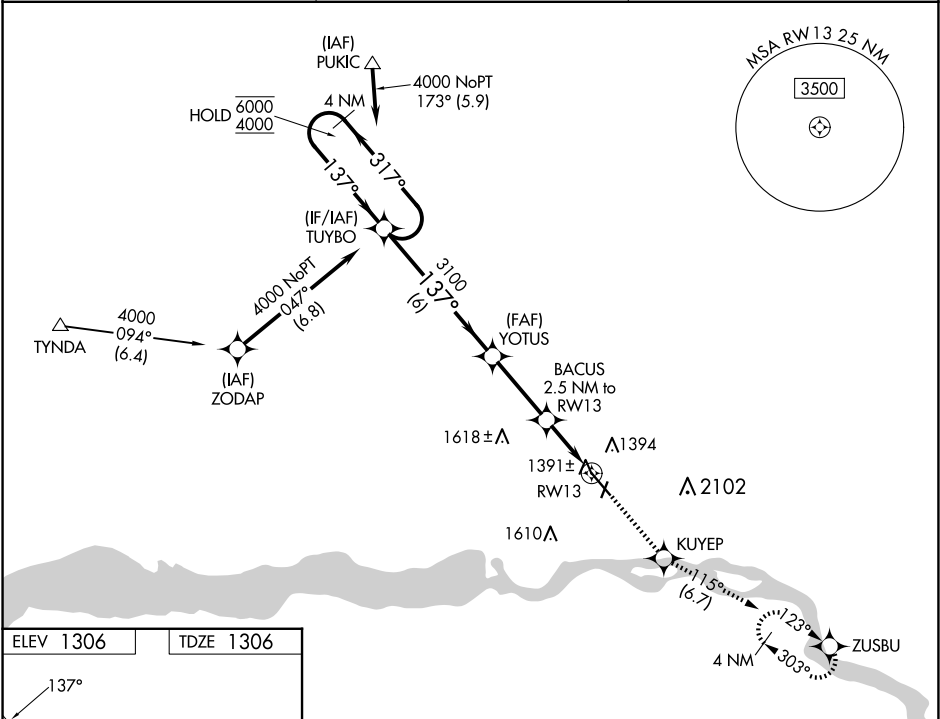 (IAF)
PUKIC
4000 NoPT
173° (5.9)
MSA RW13 25 NM
3500
HOLD
6000
4000
4 NM
317°
137°
(IF/IAF)
TUYBO
3100
137°
(6)
4000 NoPT
047°
(6.8)
4000
094°
(6.4)
TYNDA
(IAF)
ZODAP
(FAF)
YOTUS
BACUS
2.5 NM to
RW13
1618±
1394
1391±
RW13
2102
1610
KUYEP
115°
(6.7)
123°
ZUSBU
4 NM
303°
ELEV 1306
TDZE 1306
137°